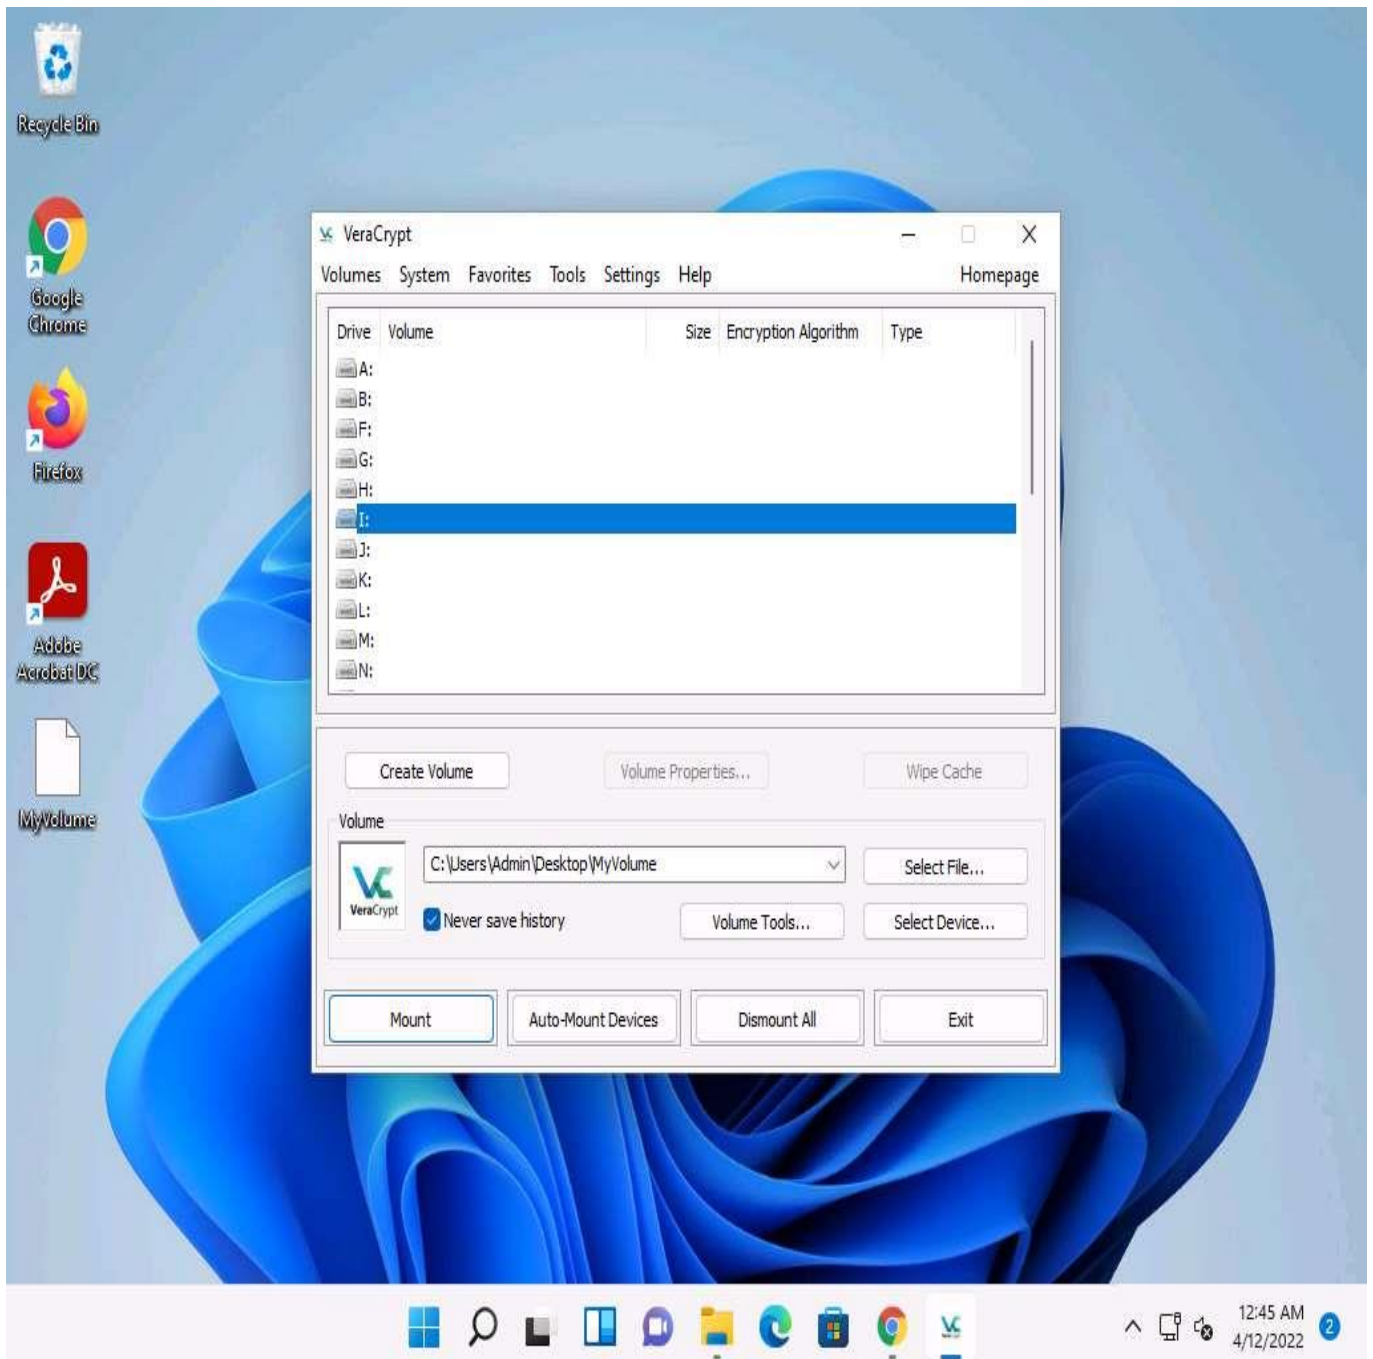 Recycle Bin
Google
Chrome
Firefox
Adobe
Acrobat DC
MyVolume
VeraCrypt
Volumes System Favorites Tools Settings Help Homepage
Drive Volume Size Encryption Algorithm Type
A:
B:
F:
G:
H:
I:
J:
K:
L:
M:
N:
Create Volume Volume Properties... Wipe Cache
Volume
VeraCrypt
C:\Users\Admin\Desktop\MyVolume Select File...
Never save history Volume Tools... Select Device...
Mount Auto-Mount Devices Dismount All Exit
12:45 AM
4/12/2022
2